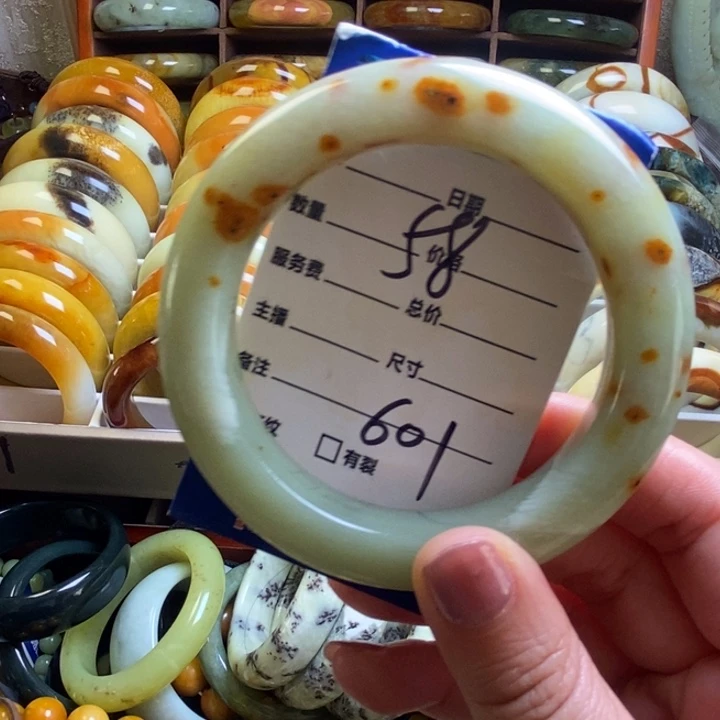 日期
数量 价格
58
服务费 总价
主播 尺寸
备注
601
纹 □有裂